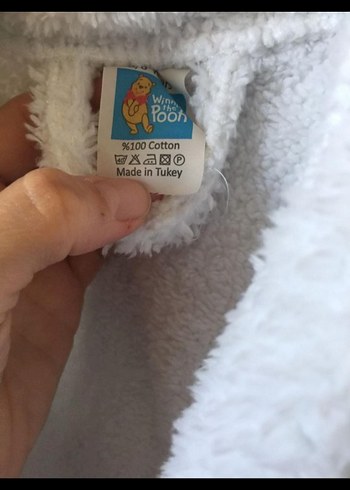 Winnie
the
Pooh
%100 Cotton
P
Made in Tukey